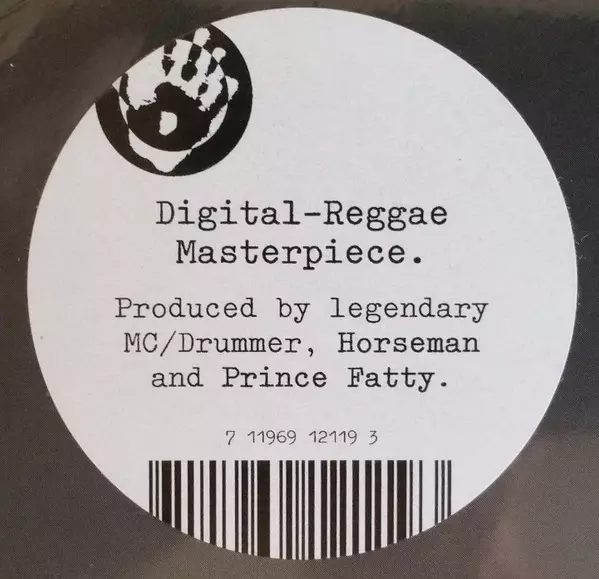 Digital-Reggae
Masterpiece.
Produced by legendary
MC/Drummer, Horseman
and Prince Fatty.
7 11969 12119 3